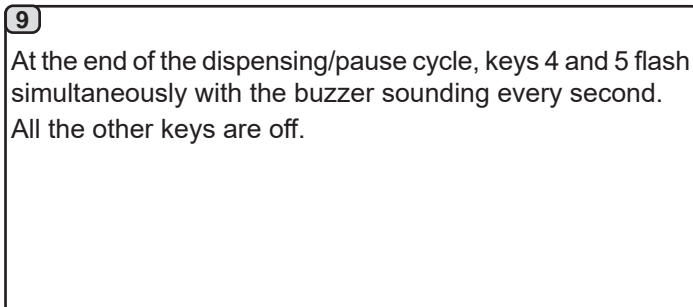 9
At the end of the dispensing/pause cycle, keys 4 and 5 flash
simultaneously with the buzzer sounding every second.
All the other keys are off.